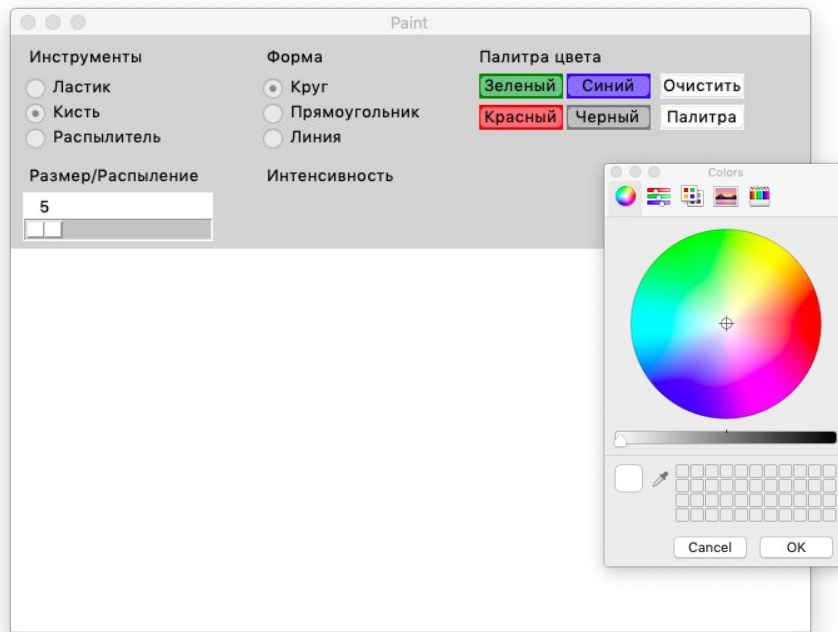 Paint
Инструменты
Ластик
Кисть
Распылитель
Форма
Круг
Прямоугольник
Линия
Палитра цвета
Зеленый Синий Очистить
Красный Черный Палитра
Размер/Распыление
5
Интенсивность
Colors
Cancel OK